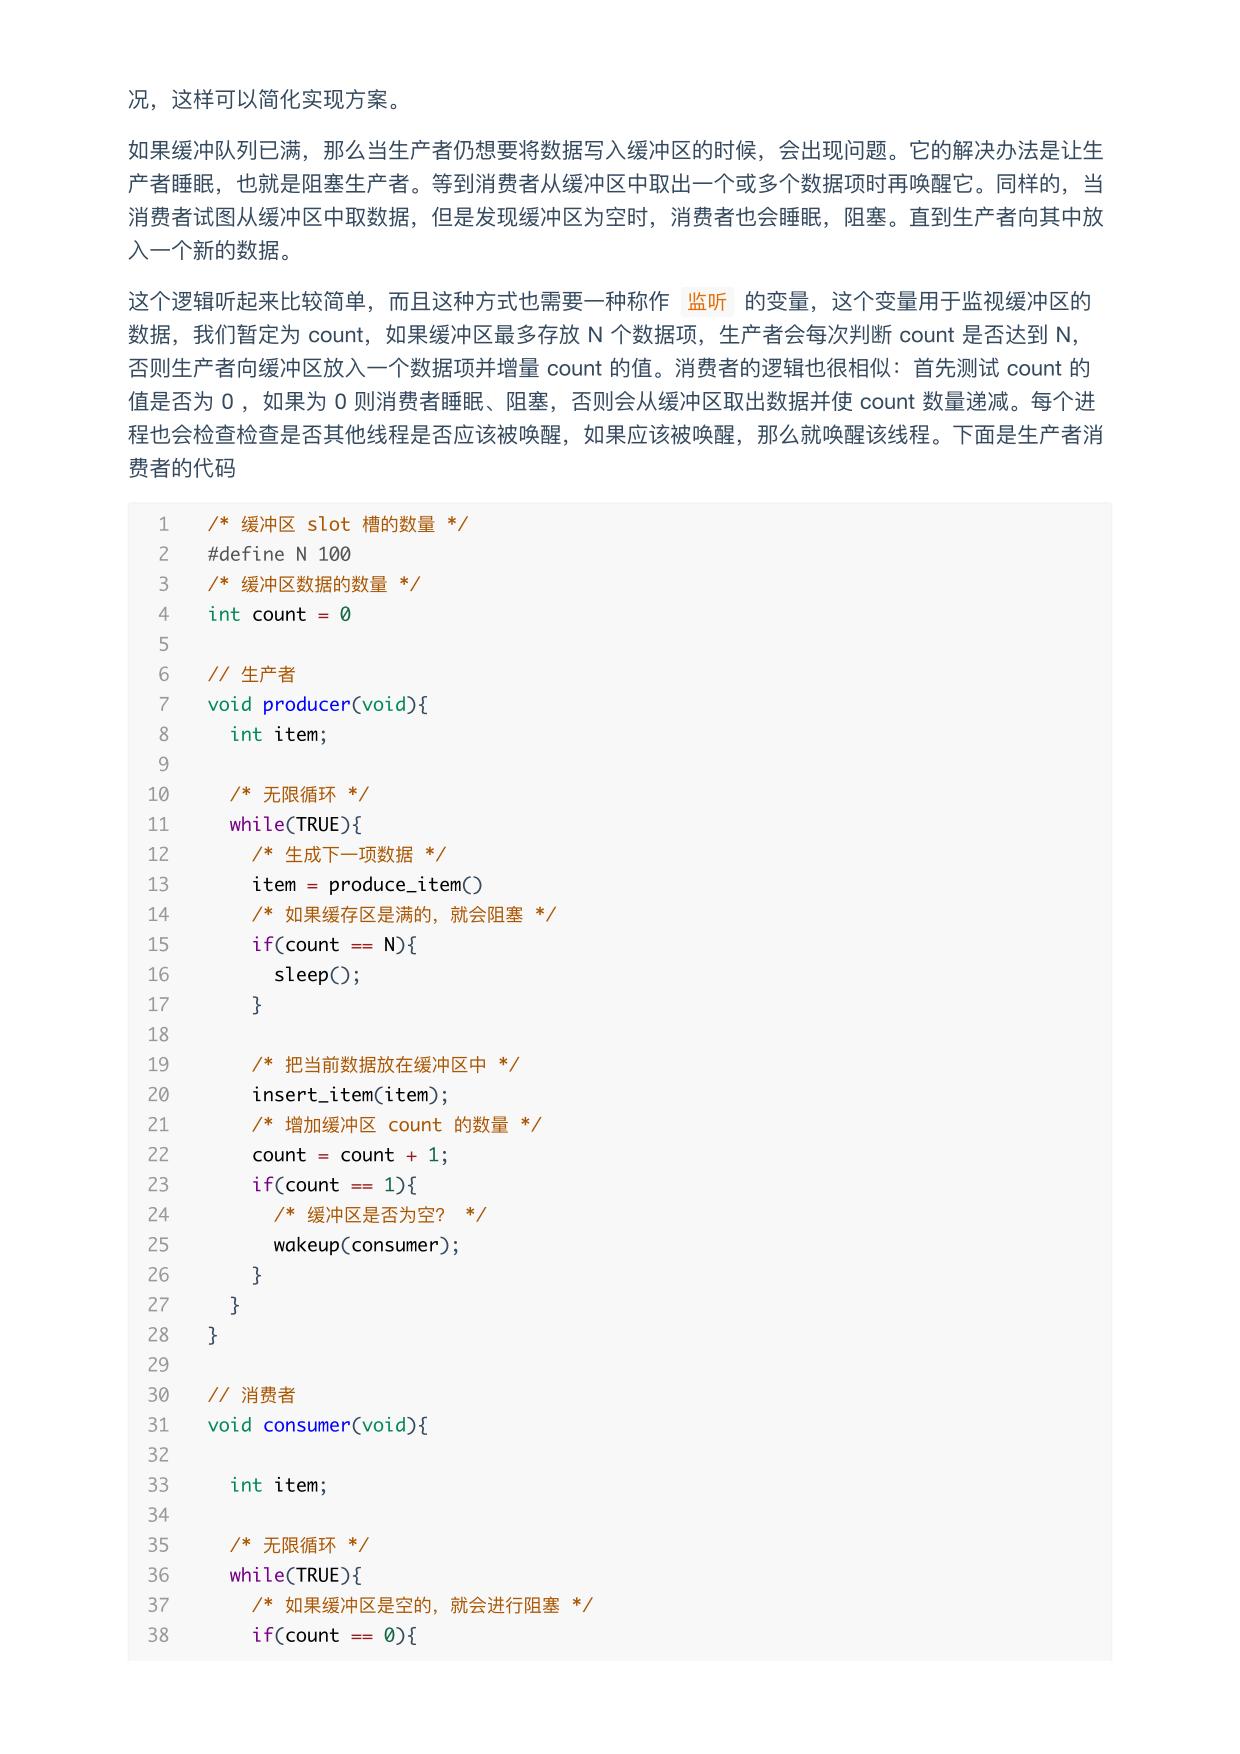 况，这样可以简化实现方案。
如果缓冲队列已满，那么当生产者仍想要将数据写入缓冲区的时候，会出现问题。它的解决办法是让生
产者睡眠，也就是阻塞生产者。等到消费者从缓冲区中取出一个或多个数据项时再唤醒它。同样的，当
消费者试图从缓冲区中取数据，但是发现缓冲区为空时，消费者也会睡眠，阻塞。直到生产者向其中放
入一个新的数据。
这个逻辑听起来比较简单，而且这种方式也需要一种称作 监听 的变量，这个变量用于监视缓冲区的
数据，我们暂定为 count，如果缓冲区最多存放 N 个数据项，生产者会每次判断 count 是否达到 N，
否则生产者向缓冲区放入一个数据项并增量 count 的值。消费者的逻辑也很相似：首先测试 count 的
值是否为 0 ，如果为 0 则消费者睡眠、阻塞，否则会从缓冲区取出数据并使 count 数量递减。每个进
程也会检查检查是否其他线程是否应该被唤醒，如果应该被唤醒，那么就唤醒该线程。下面是生产者消
费者的代码
1 /* 缓冲区 slot 槽的数量 */
2 #define N 100
3 /* 缓冲区数据的数量 */
4 int count = 0
5
6 // 生产者
7 void producer(void){
8   int item;
9
10   /* 无限循环 */
11   while(TRUE){
12     /* 生成下一项数据 */
13     item = produce_item()
14     /* 如果缓存区是满的，就会阻塞 */
15     if(count == N){
16       sleep();
17     }
18
19     /* 把当前数据放在缓冲区中 */
20     insert_item(item);
21     /* 增加缓冲区 count 的数量 */
22     count = count + 1;
23     if(count == 1){
24       /* 缓冲区是否为空？ */
25       wakeup(consumer);
26     }
27   }
28 }
29
30 // 消费者
31 void consumer(void){
32
33   int item;
34
35   /* 无限循环 */
36   while(TRUE){
37     /* 如果缓冲区是空的，就会进行阻塞 */
38     if(count == 0){